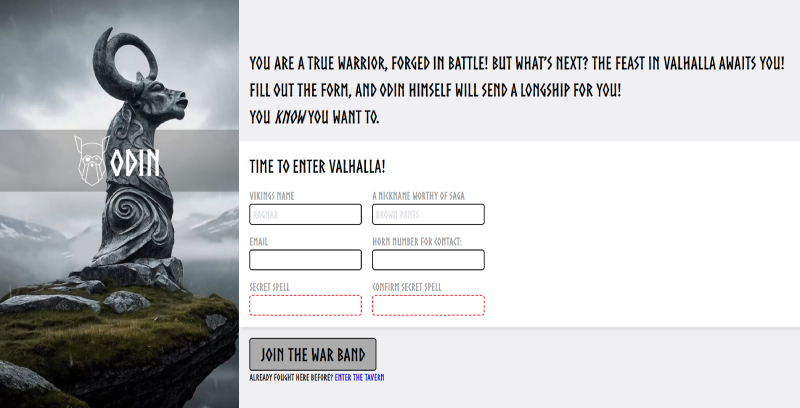 ODIN
YOU ARE A TRUE WARRIOR, FORGED IN BATTLE! BUT WHAT'S NEXT? THE FEAST IN VALHALLA AWAITS YOU!
FILL OUT THE FORM, AND ODIN HIMSELF WILL SEND A LONGSHIP FOR YOU!
YOU KNOW YOU WANT TO.
TIME TO ENTER VALHALLA!
VIKINGS NAME
A NICKNAME WORTHY OF SAGA
RAGNAR
BROWN PANTS
EMAIL
HORN NUMBER FOR CONTACT:
SECRET SPELL
CONFIRM SECRET SPELL
JOIN THE WAR BAND
ALREADY FOUGHT HERE BEFORE? ENTER THE TAVERN